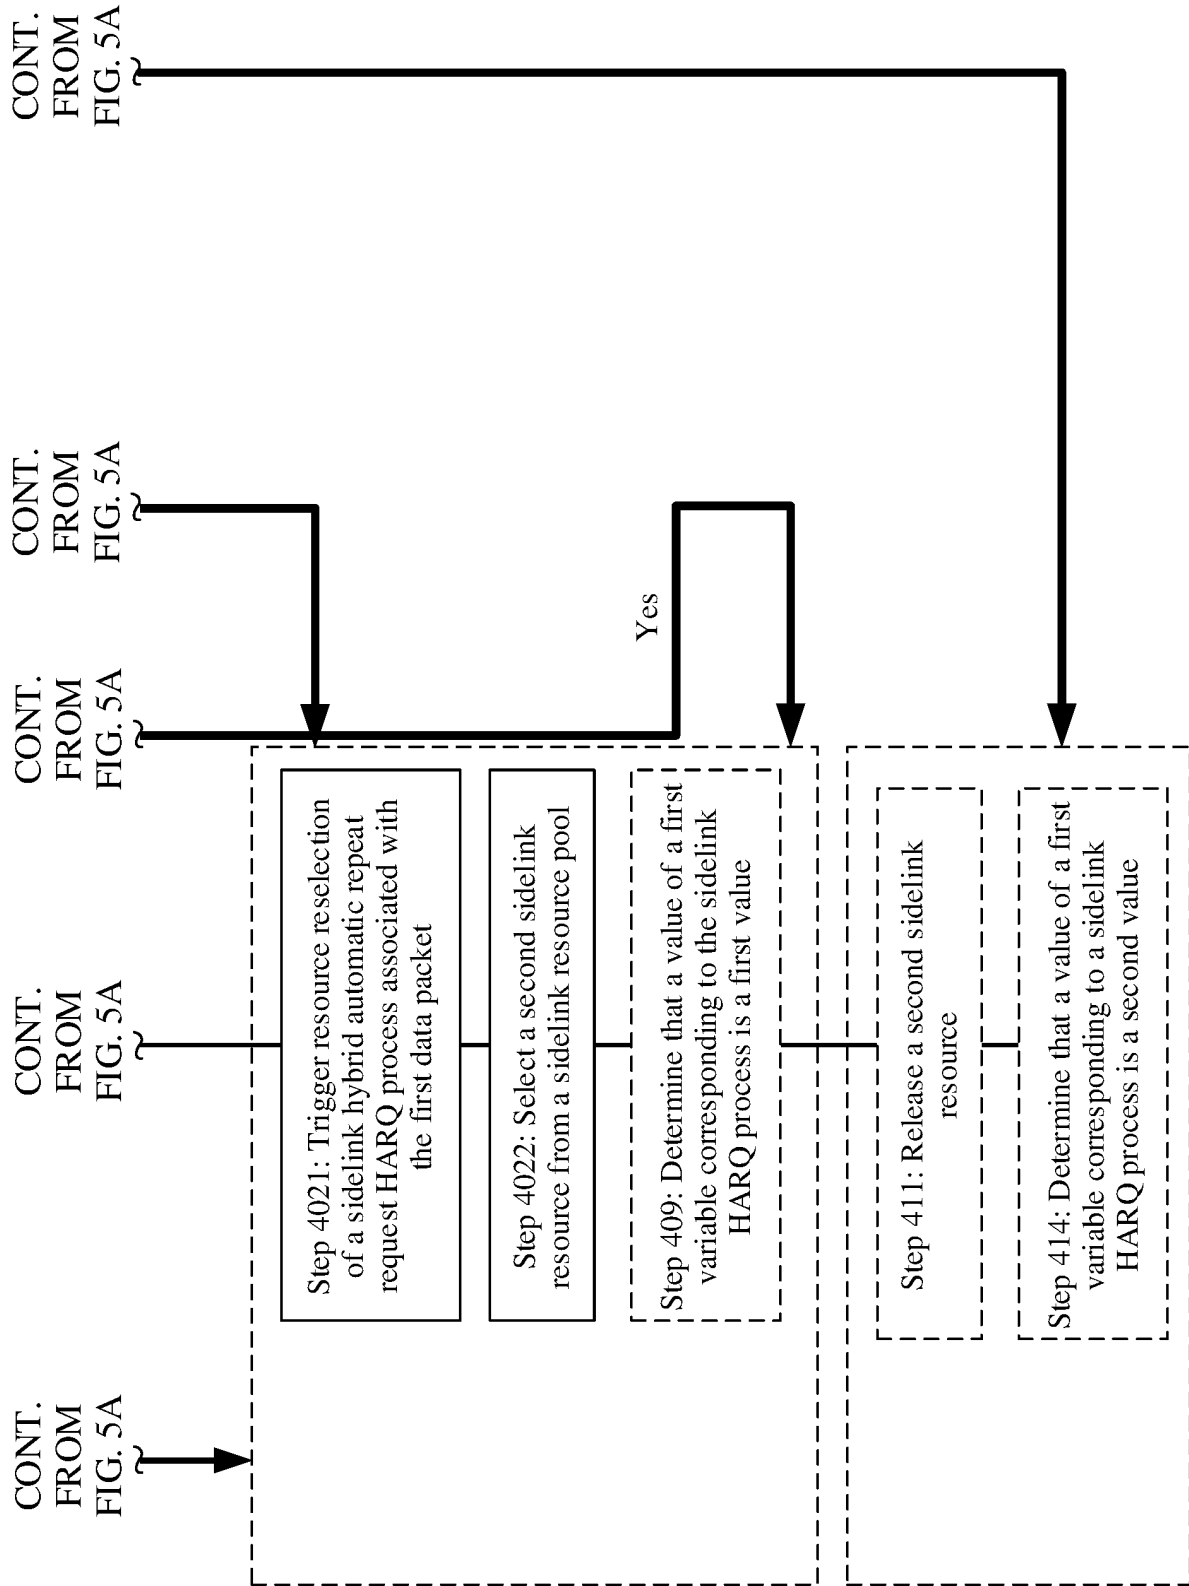 CONT.
FROM
FIG. 5A
CONT.
FROM
FIG. 5A
CONT.
FROM
FIG. 5A
CONT.
FROM
FIG. 5A
CONT.
FROM
FIG. 5A
Step 4021: Trigger resource reselection
of a sidelink hybrid automatic repeat
request HARQ process associated with
the first data packet
Step 4022: Select a second sidelink
resource from a sidelink resource pool
Yes
Step 409: Determine that a value of a first
variable corresponding to the sidelink
HARQ process is a first value
Step 411: Release a second sidelink
resource
Step 414: Determine that a value of a first
variable corresponding to a sidelink
HARQ process is a second value